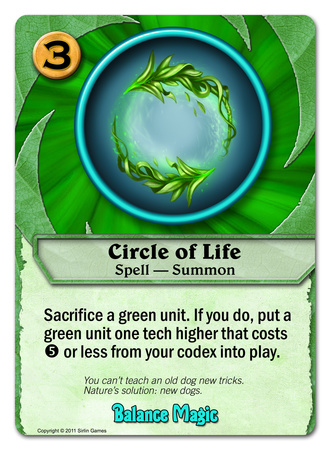 3
Circle of Life
Spell — Summon
Sacrifice a green unit. If you do, put a
green unit one tech higher that costs
❺ or less from your codex into play.
You can't teach an old dog new tricks.
Nature's solution: new dogs.
Balance Magic
Copyright © 2011 Sirlin Games